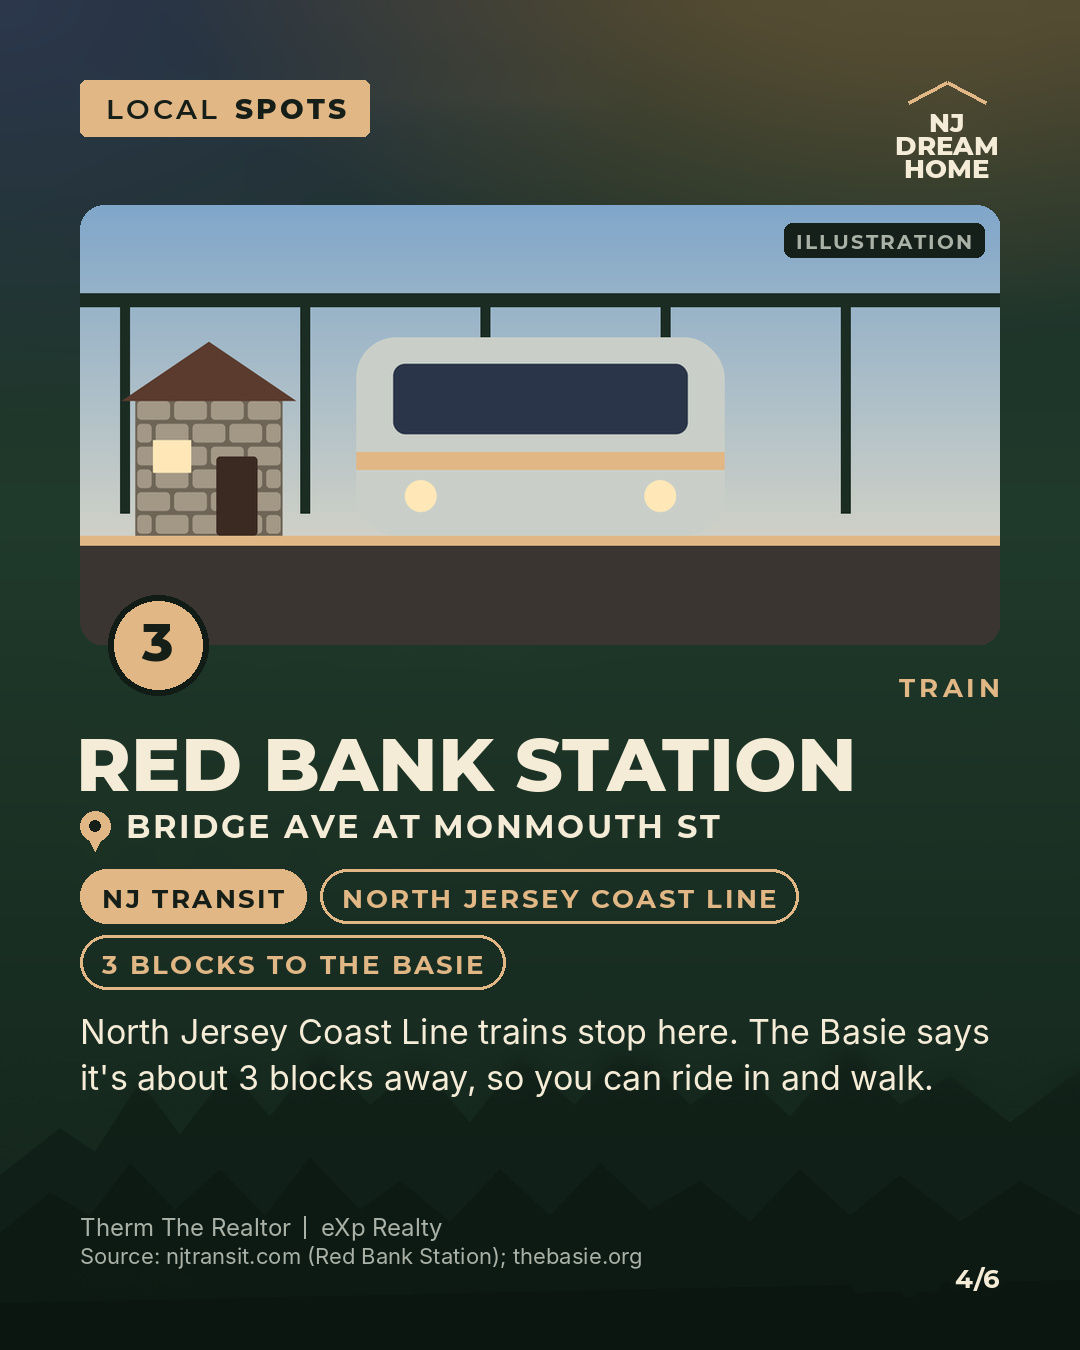 LOCAL SPOTS
NJ
DREAM
HOME
ILLUSTRATION
3
TRAIN
RED BANK STATION
BRIDGE AVE AT MONMOUTH ST
NJ TRANSIT
NORTH JERSEY COAST LINE
3 BLOCKS TO THE BASIE
North Jersey Coast Line trains stop here. The Basie says
it's about 3 blocks away, so you can ride in and walk.
Therm The Realtor | eXp Realty
Source: njtransit.com (Red Bank Station); thebasie.org
4/6